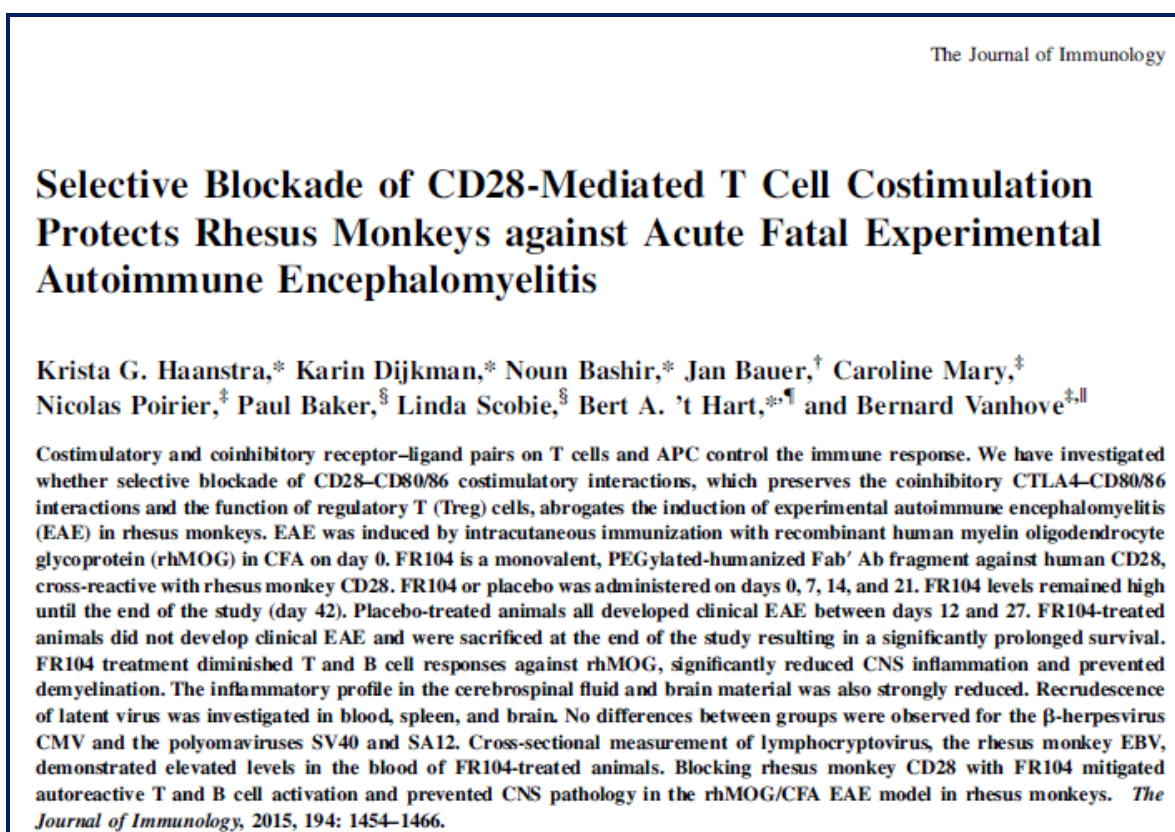 The Journal of Immunology
Selective Blockade of CD28-Mediated T Cell Costimulation
Protects Rhesus Monkeys against Acute Fatal Experimental
Autoimmune Encephalomyelitis
Krista G. Haanstra,* Karin Dijkman,* Noun Bashir,* Jan Bauer,† Caroline Mary,‡
Nicolas Poirier,‡ Paul Baker,§ Linda Scobie,§ Bert A. 't Hart,*,¶ and Bernard Vanhove‡,‖
Costimulatory and coinhibitory receptor–ligand pairs on T cells and APC control the immune response. We have investigated
whether selective blockade of CD28–CD80/86 costimulatory interactions, which preserves the coinhibitory CTLA4–CD80/86
interactions and the function of regulatory T (Treg) cells, abrogates the induction of experimental autoimmune encephalomyelitis
(EAE) in rhesus monkeys. EAE was induced by intracutaneous immunization with recombinant human myelin oligodendrocyte
glycoprotein (rhMOG) in CFA on day 0. FR104 is a monovalent, PEGylated-humanized Fab′ Ab fragment against human CD28,
cross-reactive with rhesus monkey CD28. FR104 or placebo was administered on days 0, 7, 14, and 21. FR104 levels remained high
until the end of the study (day 42). Placebo-treated animals all developed clinical EAE between days 12 and 27. FR104-treated
animals did not develop clinical EAE and were sacrificed at the end of the study resulting in a significantly prolonged survival.
FR104 treatment diminished T and B cell responses against rhMOG, significantly reduced CNS inflammation and prevented
demyelination. The inflammatory profile in the cerebrospinal fluid and brain material was also strongly reduced. Recrudescence
of latent virus was investigated in blood, spleen, and brain. No differences between groups were observed for the β-herpesvirus
CMV and the polyomaviruses SV40 and SA12. Cross-sectional measurement of lymphocryptovirus, the rhesus monkey EBV,
demonstrated elevated levels in the blood of FR104-treated animals. Blocking rhesus monkey CD28 with FR104 mitigated
autoreactive T and B cell activation and prevented CNS pathology in the rhMOG/CFA EAE model in rhesus monkeys. The
Journal of Immunology, 2015, 194: 1454–1466.